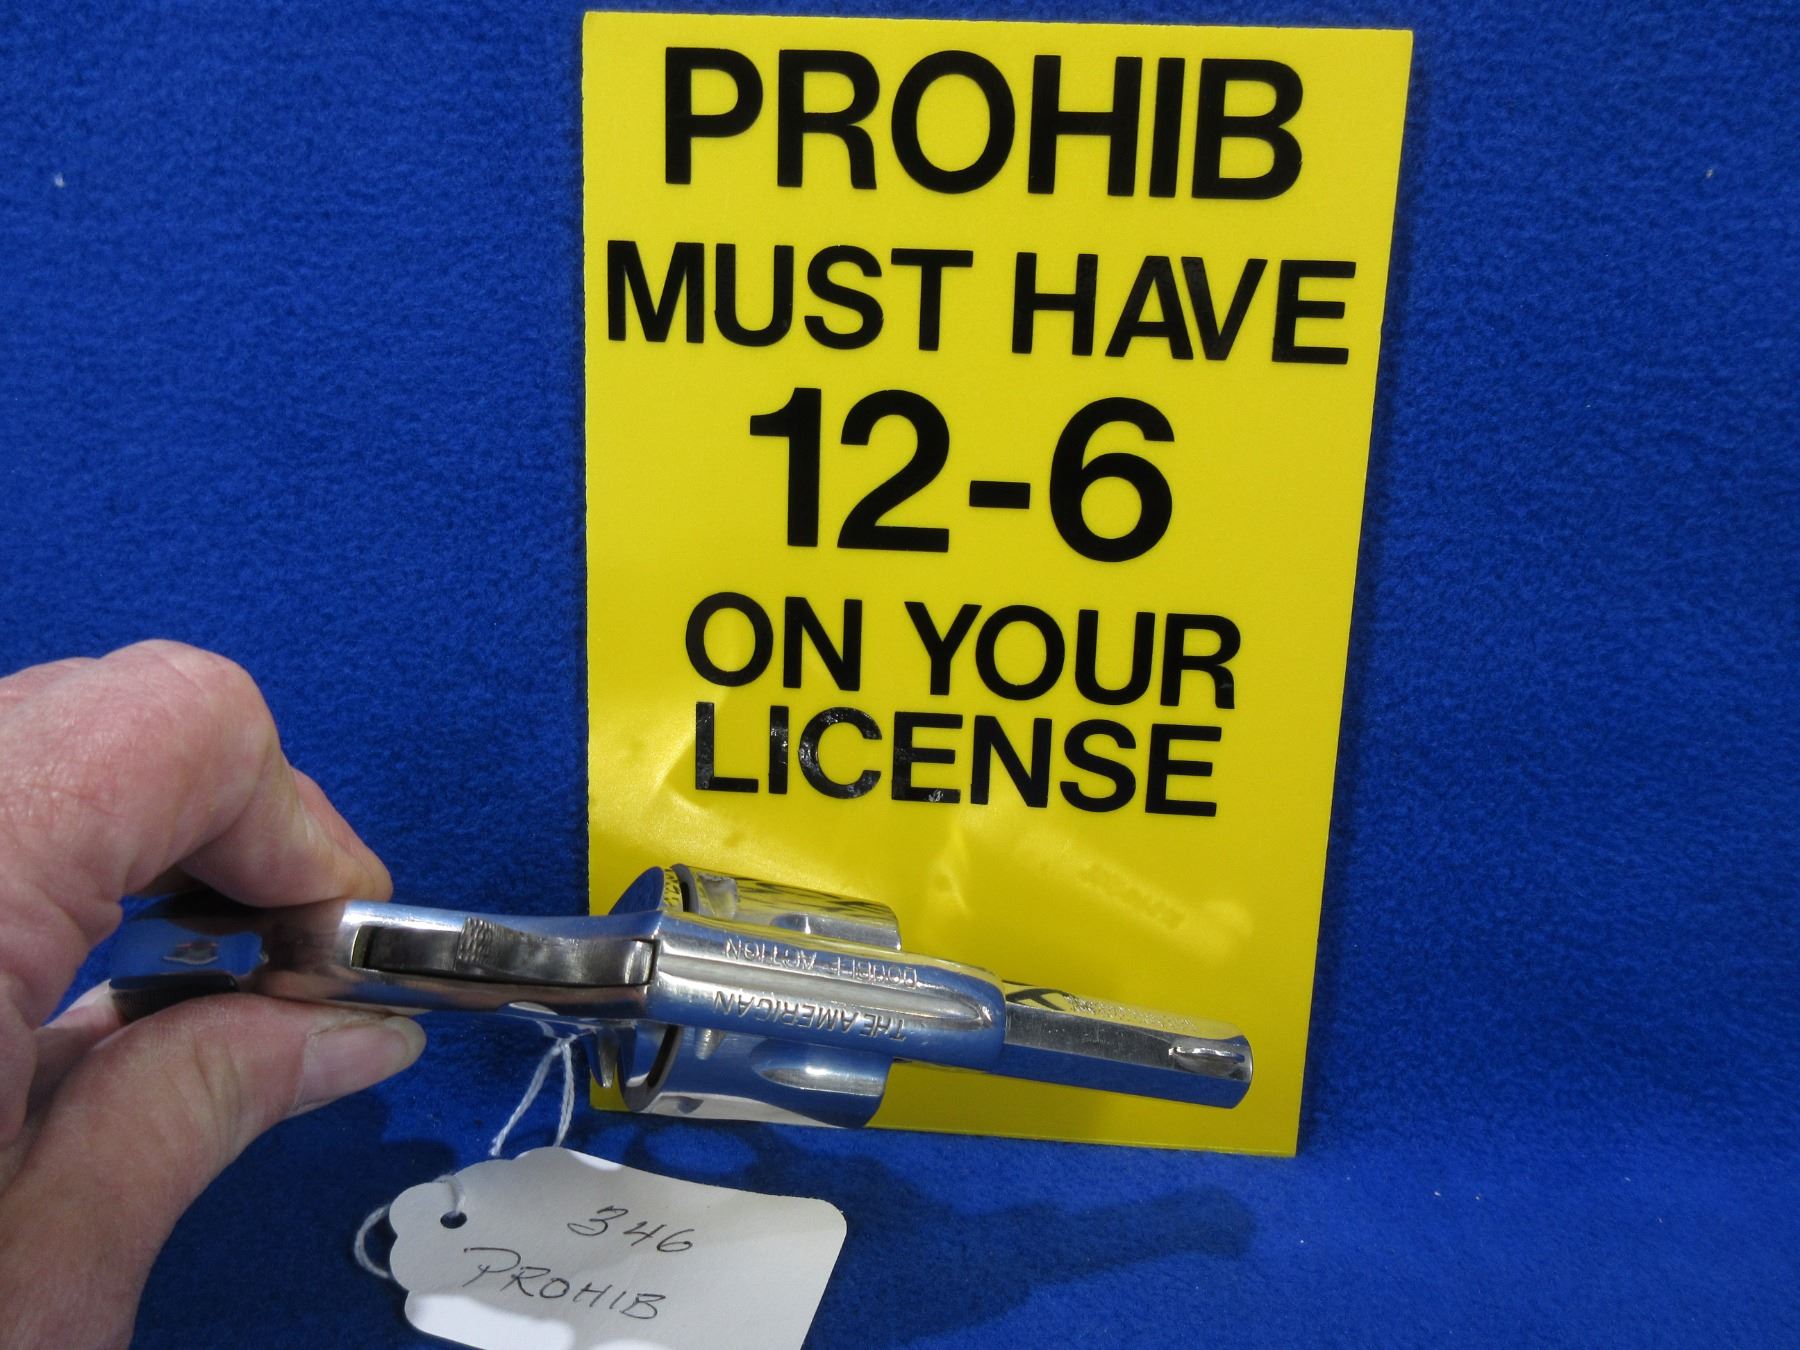 PROHIB
MUST HAVE
12-6
ON YOUR
LICENSE
DOUBLE ACTION
THE AMERICAN
346
PROHIB